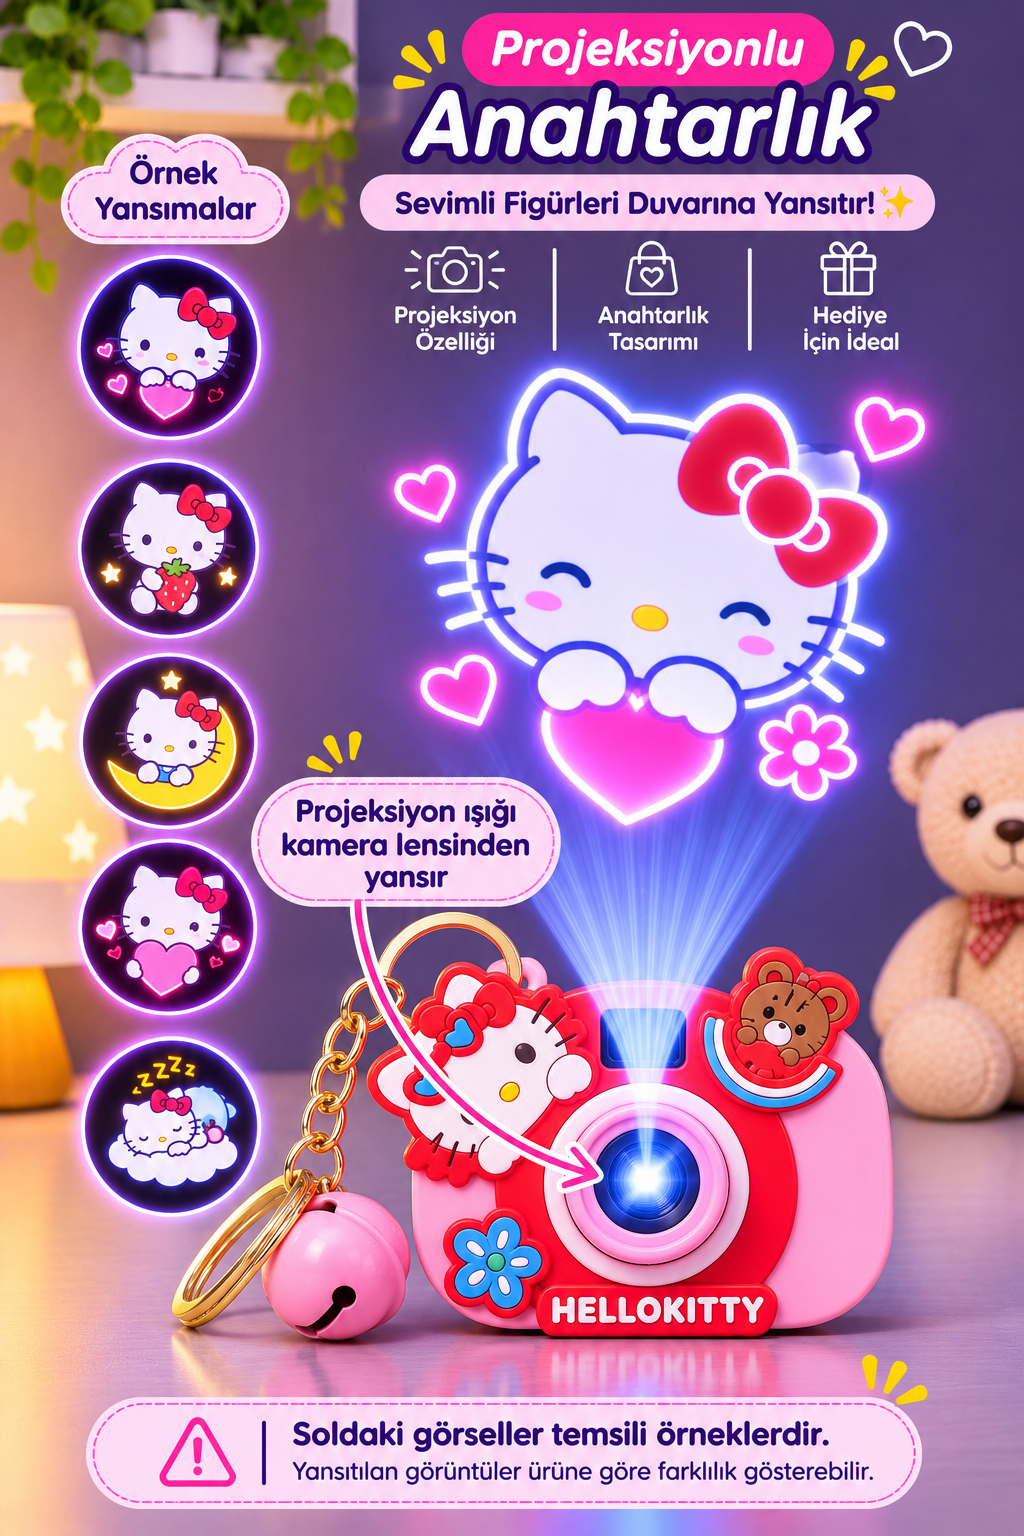 Projeksiyonlu
Anahtarlık
Sevimli Figürleri Duvarına Yansıtır!
Örnek
Yansımalar
Projeksiyon
Özelliği
Anahtarlık
Tasarımı
Hediye
İçin İdeal
Projeksiyon ışığı
kamera lensinden
yansır
zzzzz
HELLOKITTY
Soldaki görseller temsili örneklerdir.
Yansıtılan görüntüler ürüne göre farklılık gösterebilir.